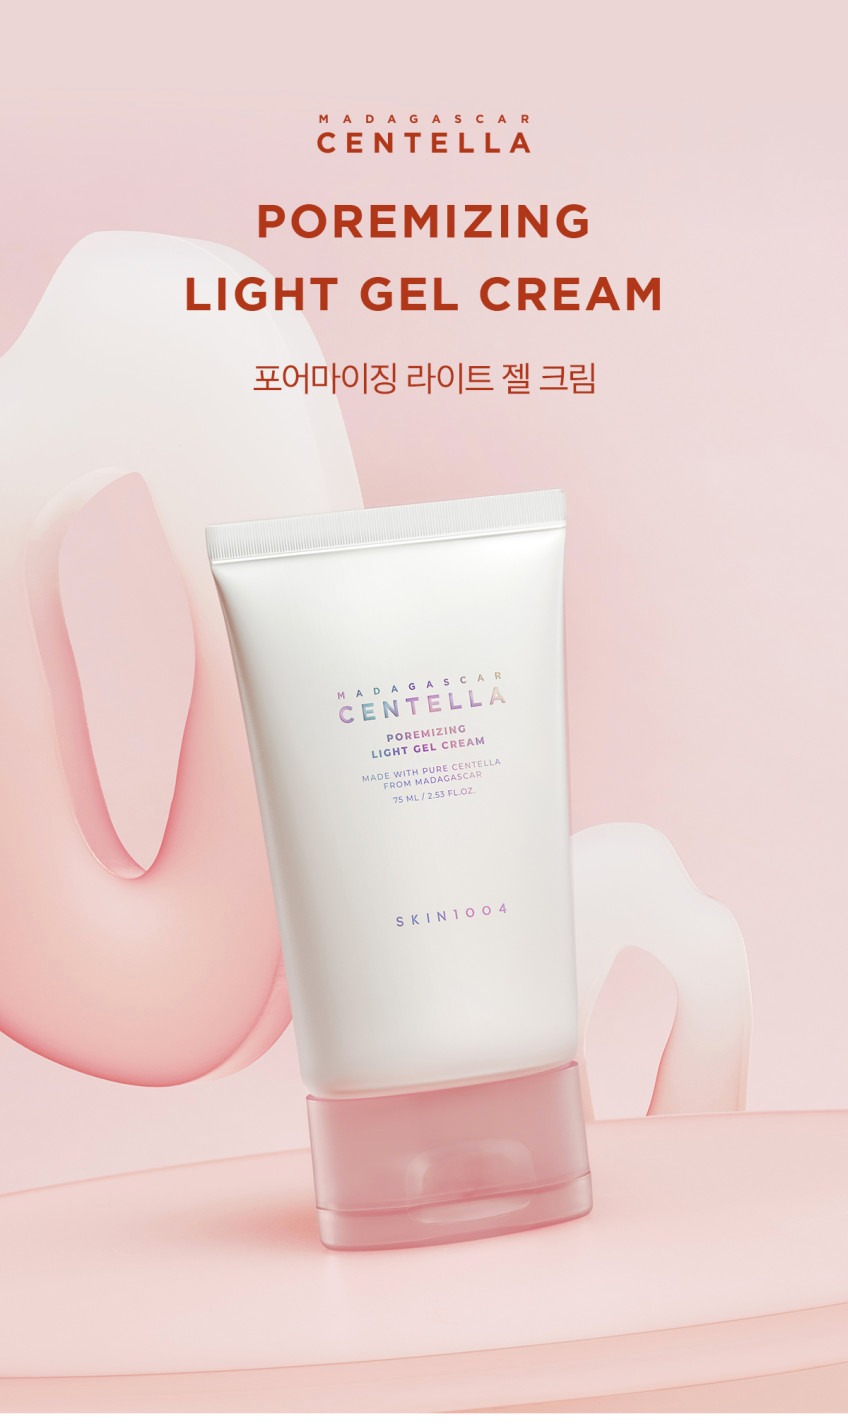 MADAGASCAR
CENTELLA
POREMIZING
LIGHT GEL CREAM
포어마이징 라이트 젤 크림
MADAGASCAR
CENTELLA
POREMIZING
LIGHT GEL CREAM
MADE WITH PURE CENTELLA
FROM MADAGASCAR
75 ML / 2.53 FL.OZ.
SKIN1004